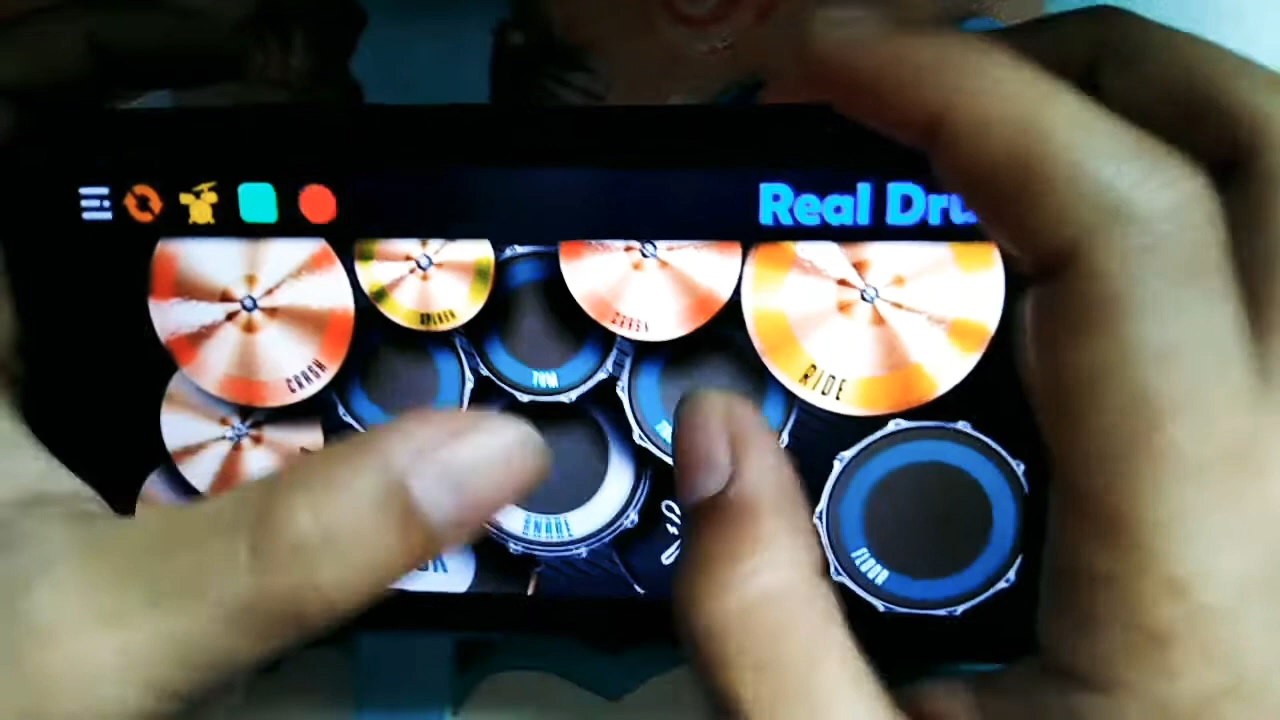 Real Dru
CRASH
SPLASH
CRASH
RIDE
TOM
SNARE
FLOOR